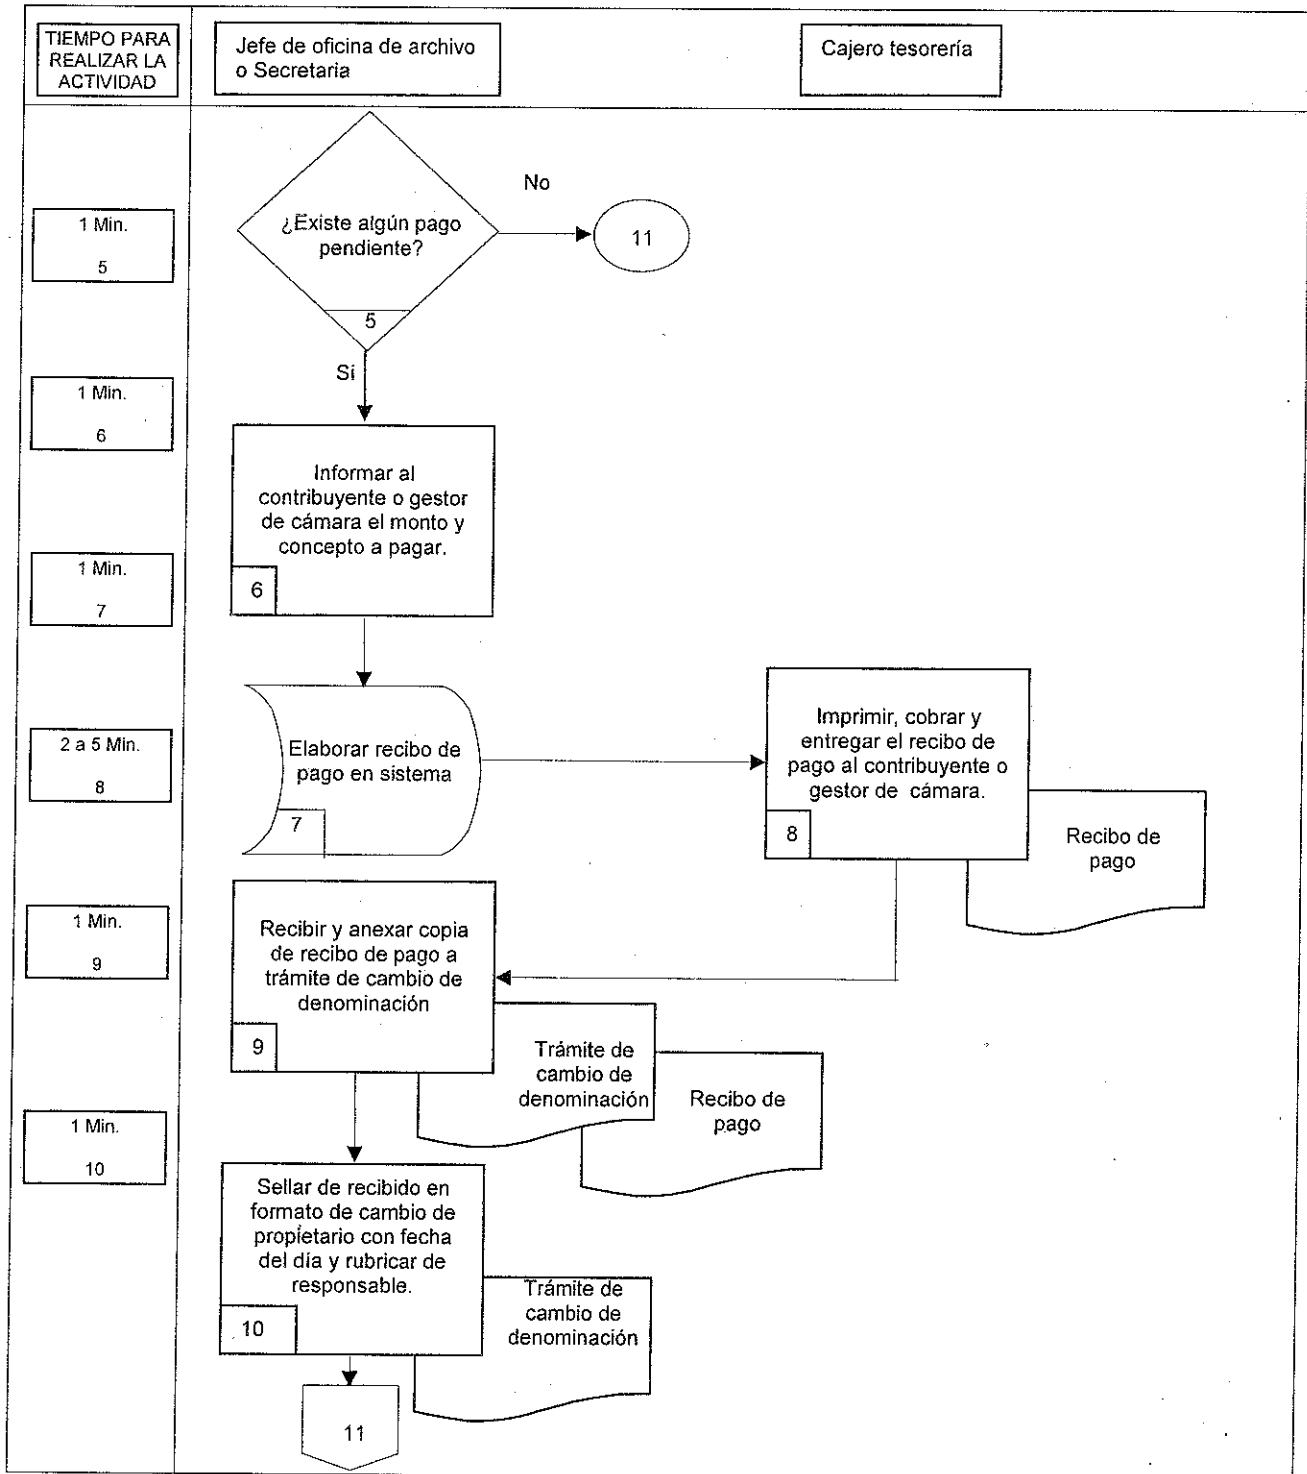 TIEMPO PARA
REALIZAR LA
ACTIVIDAD
Jefe de oficina de archivo
o Secretaria
Cajero tesorería
1 Min.
5
¿Existe algún pago
pendiente?
5
No
11
Sí
1 Min.
6
Informar al
contribuyente o gestor
de cámara el monto y
concepto a pagar.
6
1 Min.
7
Elaborar recibo de
pago en sistema
7
2 a 5 Min.
8
Imprimir, cobrar y
entregar el recibo de
pago al contribuyente o
gestor de cámara.
8
Recibo de
pago
1 Min.
9
Recibir y anexar copia
de recibo de pago a
trámite de cambio de
denominación
9
Trámite de
cambio de
denominación
Recibo de
pago
1 Min.
10
Sellar de recibido en
formato de cambio de
propietario con fecha
del día y rubricar de
responsable.
10
Trámite de
cambio de
denominación
11